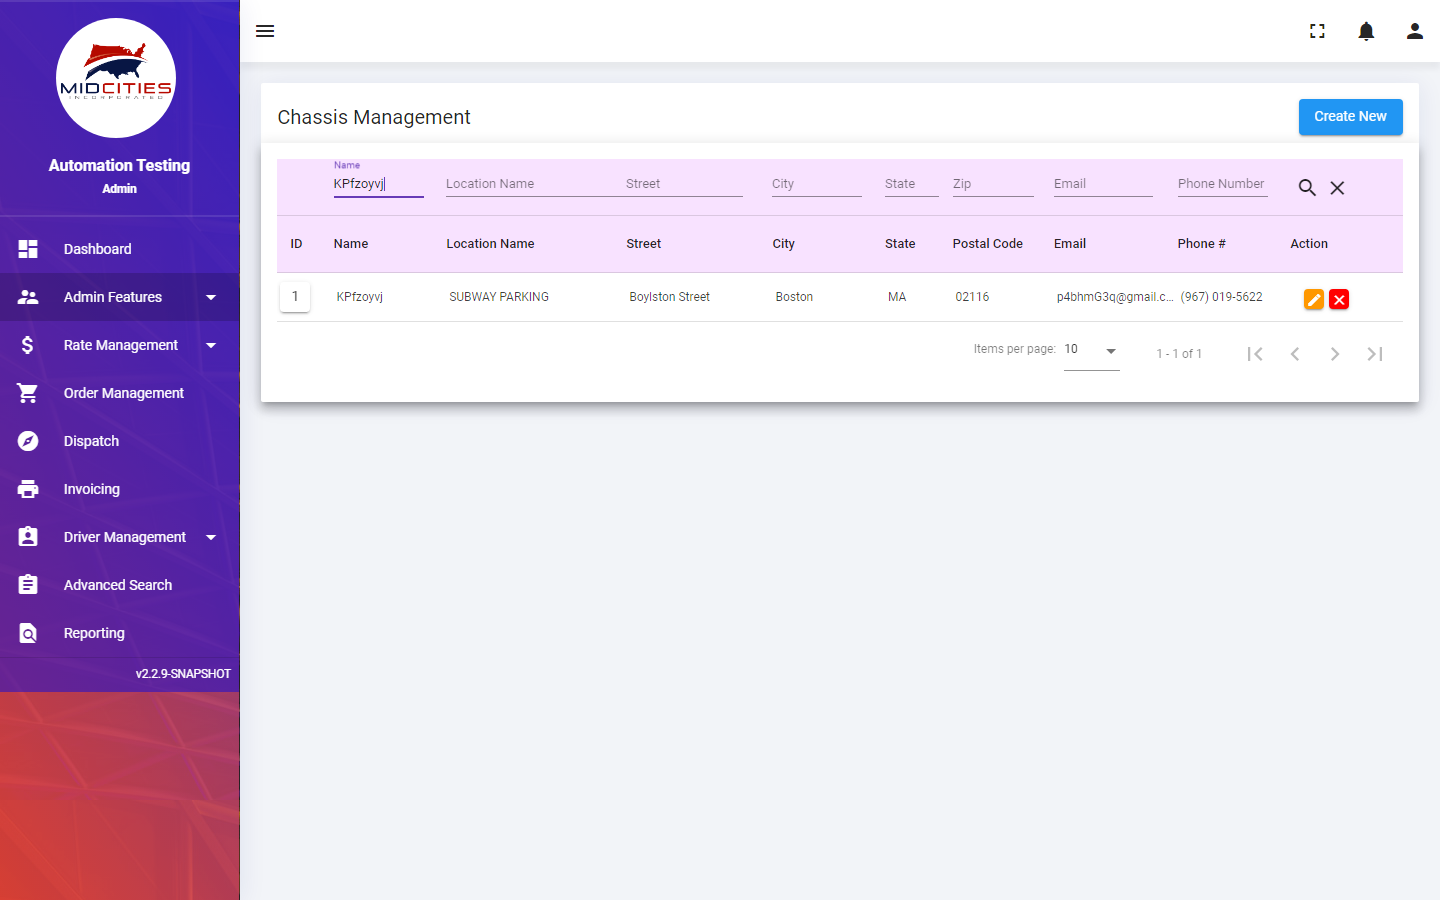 MIDCITIES
INCORPORATED
Automation Testing
Admin
Dashboard
Admin Features
Rate Management
Order Management
Dispatch
Invoicing
Driver Management
Advanced Search
Reporting
v2.2.9-SNAPSHOT
Chassis Management
Create New
Name
KPfzoyvj Location Name Street City State Zip Email Phone Number
ID Name Location Name Street City State Postal Code Email Phone # Action
1 KPfzoyvj SUBWAY PARKING Boylston Street Boston MA 02116 p4bhmG3q@gmail.c... (967) 019-5622
Items per page: 10 1 - 1 of 1